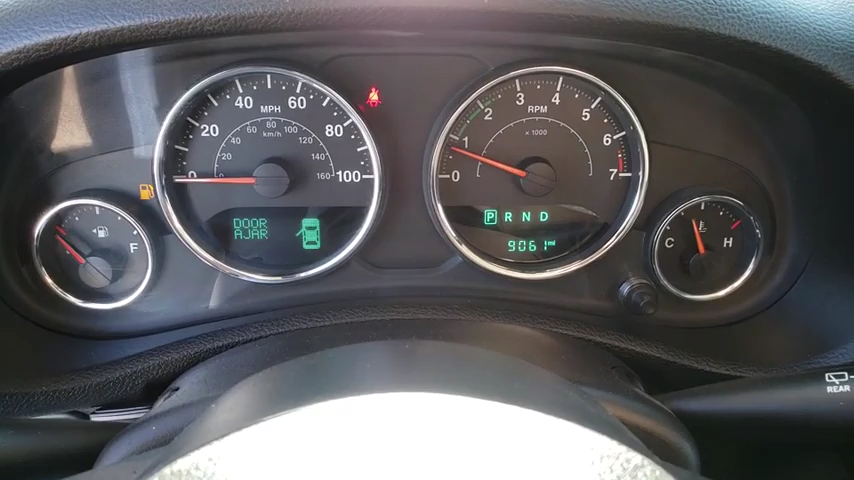 40 MPH 60
20 80
0 100
60 80 100
40 km/h 120
20 140
160
DOOR
AJAR
F
3 RPM 4
2 5
1 6
0 7
x 1000
P R N D
9061 mi
C H
REAR